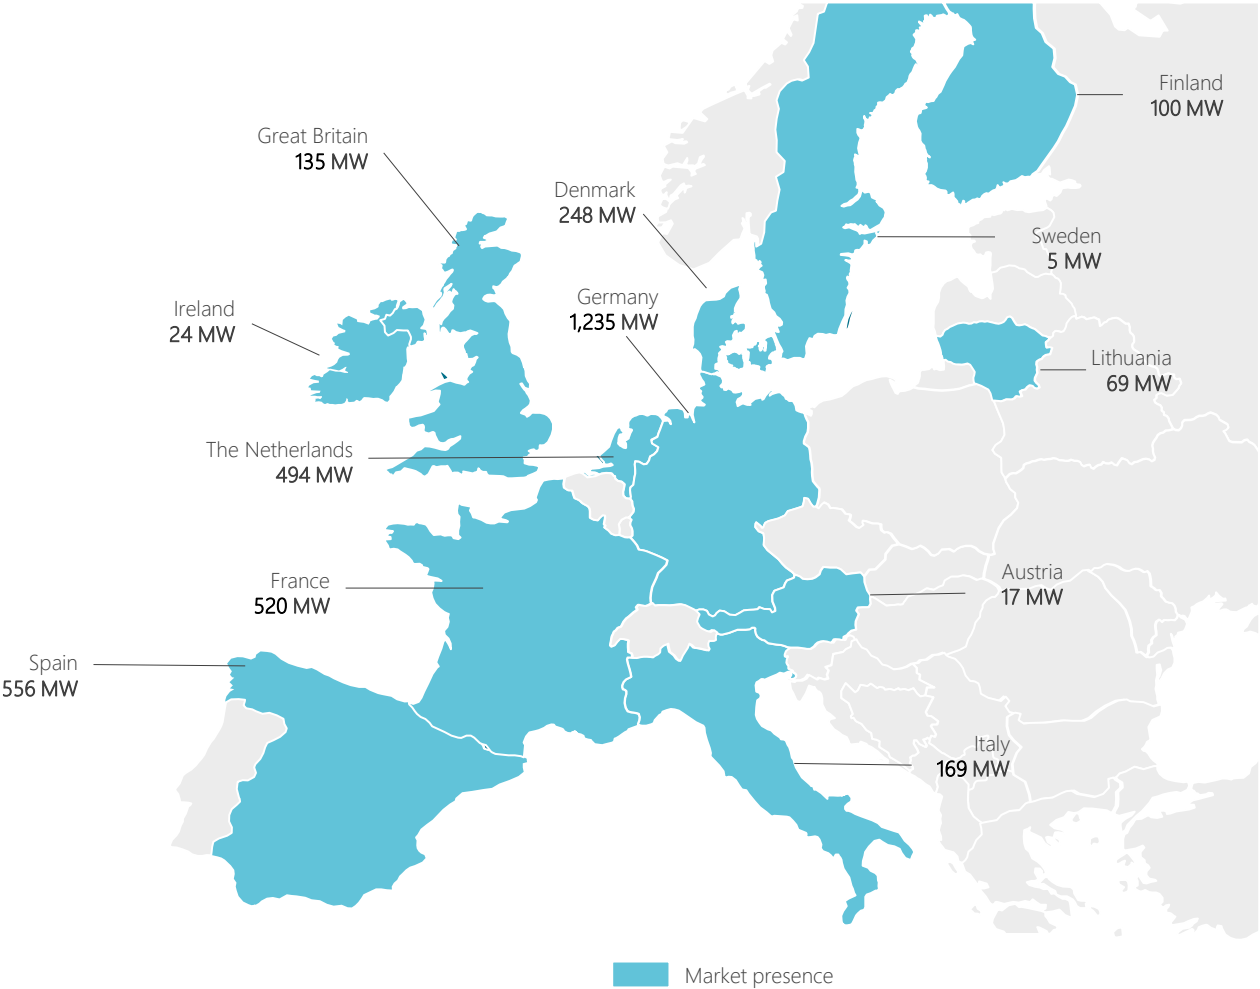 Finland
100 MW
Great Britain
135 MW
Denmark
248 MW
Sweden
5 MW
Germany
1,235 MW
Ireland
24 MW
Lithuania
69 MW
The Netherlands
494 MW
Austria
17 MW
France
520 MW
Spain
556 MW
Italy
169 MW
Market presence